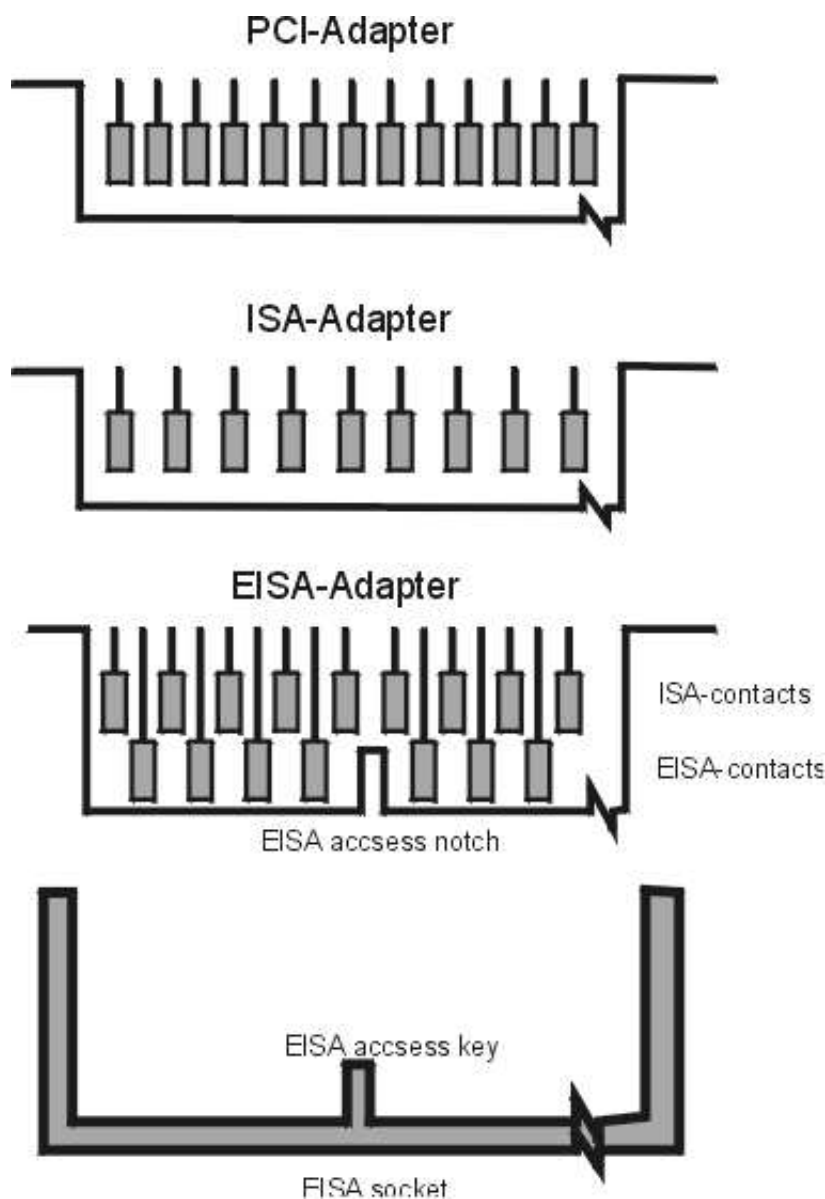 PCI-Adapter
ISA-Adapter
EISA-Adapter
ISA-contacts
EISA-contacts
EISA accsess notch
EISA accsess key
EISA socket